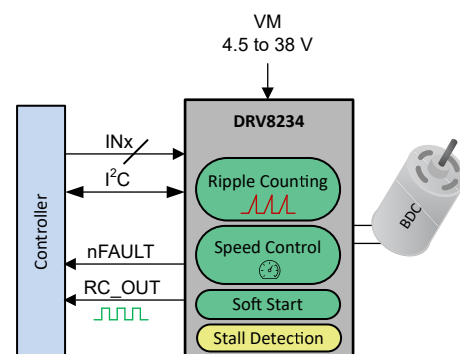 VM
4.5 to 38 V
DRV8234
INx
I²C
Ripple Counting
Controller
BDC
nFAULT
Speed Control
RC_OUT
Soft Start
Stall Detection